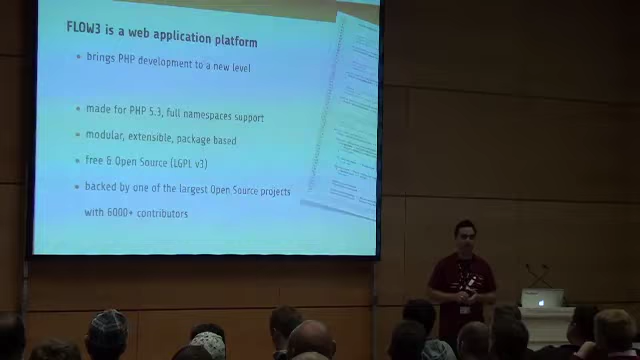 FLOW3 is a web application platform
• brings PHP development to a new level
• made for PHP 5.3, full namespaces support
• modular, extensible, package based
• free & Open Source (LGPL v3)
• backed by one of the largest Open Source projects
with 6000+ contributors